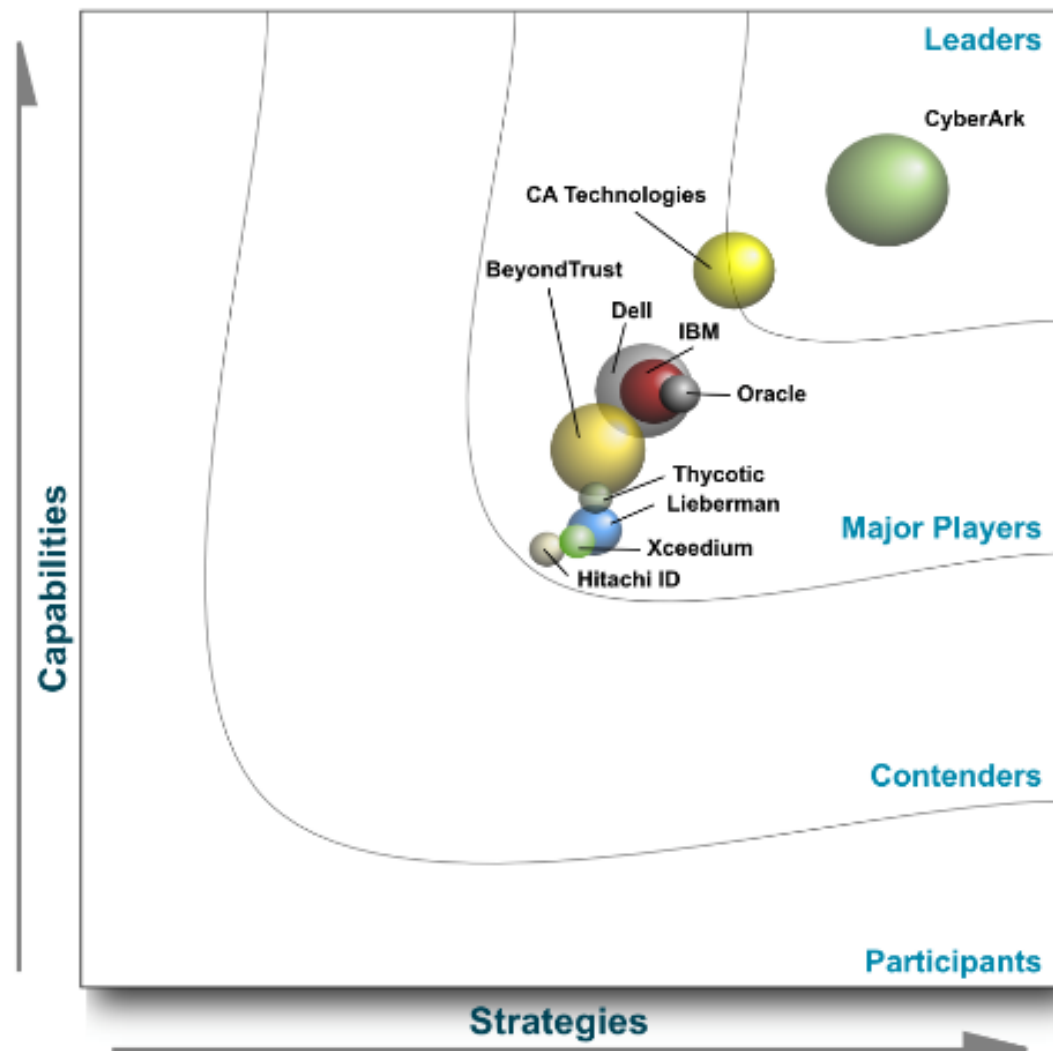 Leaders
CyberArk
CA Technologies
BeyondTrust
Dell
IBM
Oracle
Thycotic
Lieberman
Major Players
Xceedium
Hitachi ID
Capabilities
Contenders
Participants
Strategies